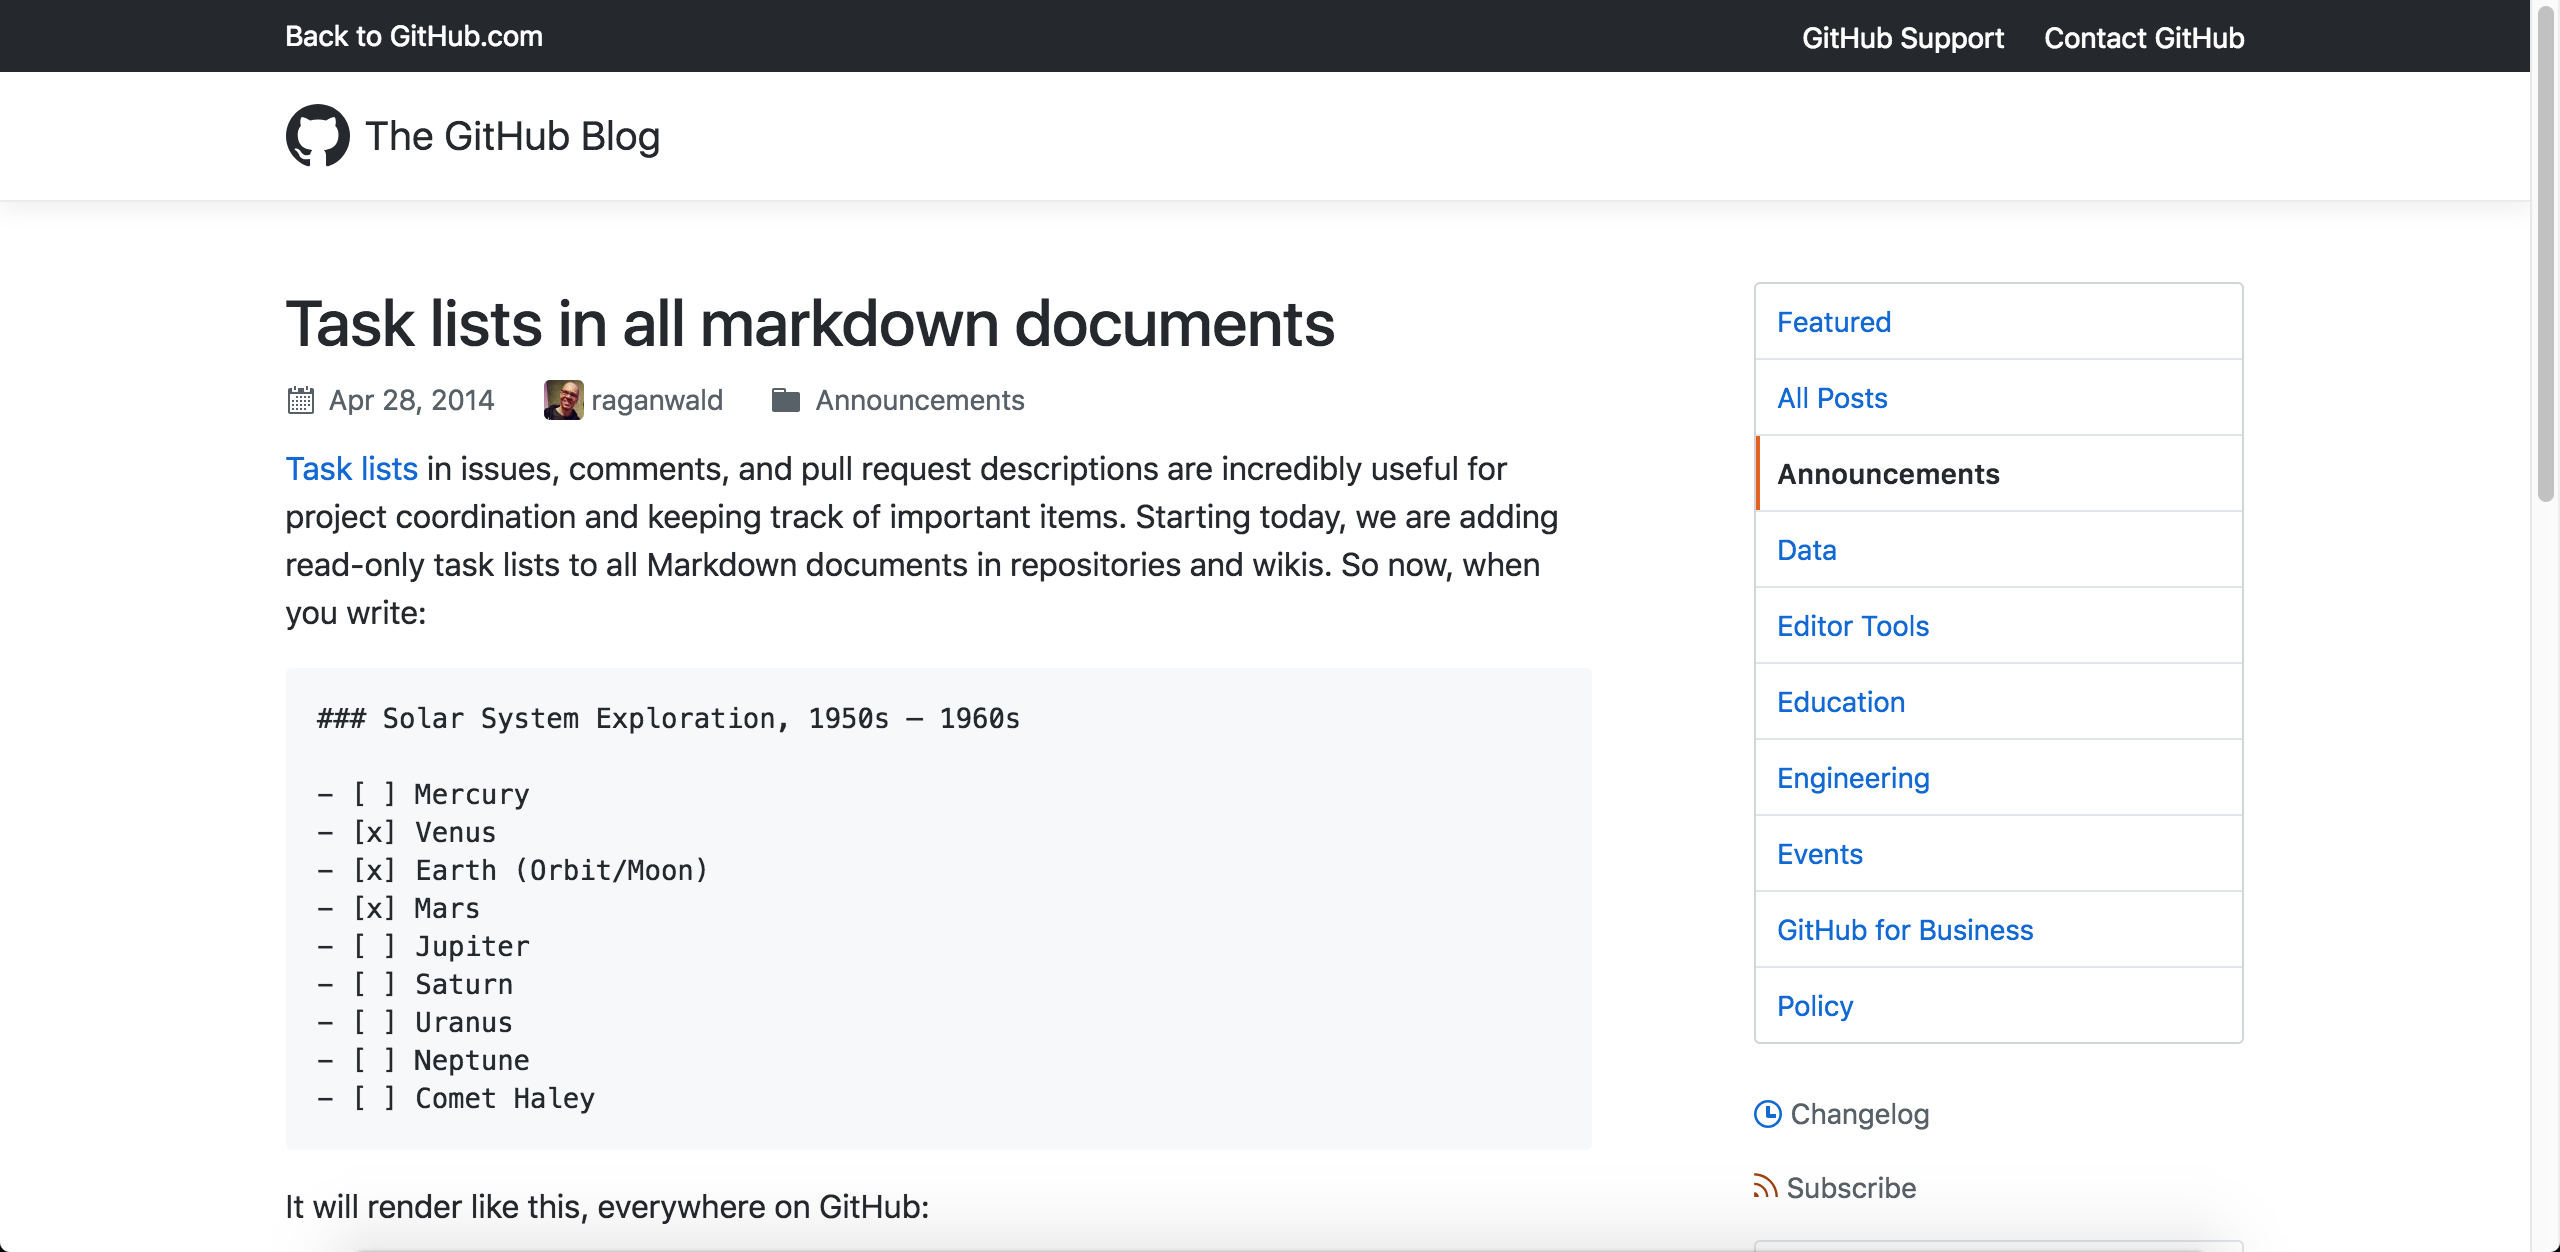 Back to GitHub.com
GitHub Support
Contact GitHub
The GitHub Blog
Task lists in all markdown documents
Apr 28, 2014 raganwald Announcements
Task lists in issues, comments, and pull request descriptions are incredibly useful for
project coordination and keeping track of important items. Starting today, we are adding
read-only task lists to all Markdown documents in repositories and wikis. So now, when
you write:
### Solar System Exploration, 1950s – 1960s
- [ ] Mercury
- [x] Venus
- [x] Earth (Orbit/Moon)
- [x] Mars
- [ ] Jupiter
- [ ] Saturn
- [ ] Uranus
- [ ] Neptune
- [ ] Comet Haley
It will render like this, everywhere on GitHub:
Featured
All Posts
Announcements
Data
Editor Tools
Education
Engineering
Events
GitHub for Business
Policy
Changelog
Subscribe